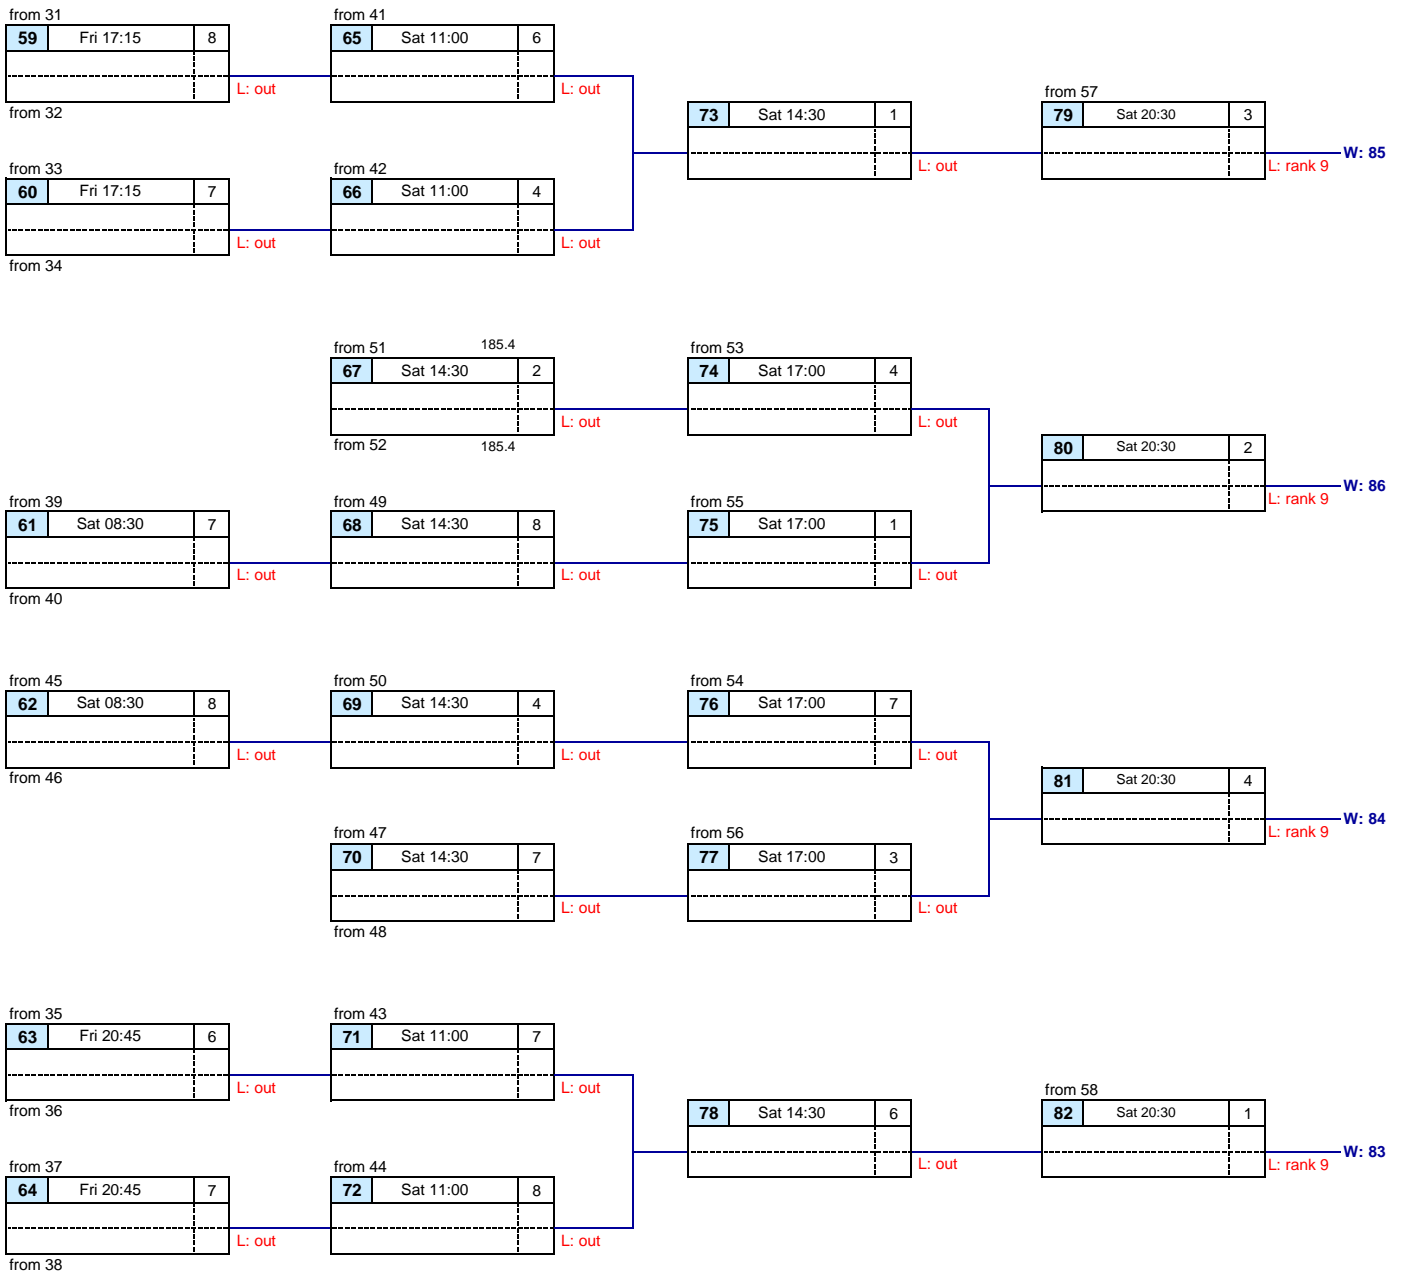 from 31
from 41
59 Fri 17:15 8
65 Sat 11:00 6
L: out
L: out
from 32
from 57
73 Sat 14:30 1
79 Sat 20:30 3
W: 85
L: out
L: rank 9
from 33
from 42
60 Fri 17:15 7
66 Sat 11:00 4
L: out
L: out
from 34
from 51 185.4
from 53
67 Sat 14:30 2
74 Sat 17:00 4
L: out
L: out
from 52 185.4
80 Sat 20:30 2
W: 86
L: rank 9
from 39
from 49
from 55
61 Sat 08:30 7
68 Sat 14:30 8
75 Sat 17:00 1
L: out
L: out
L: out
from 40
from 45
from 50
from 54
62 Sat 08:30 8
69 Sat 14:30 4
76 Sat 17:00 7
L: out
L: out
L: out
from 46
81 Sat 20:30 4
W: 84
L: rank 9
from 47
from 56
70 Sat 14:30 7
77 Sat 17:00 3
L: out
L: out
from 48
from 35
from 43
63 Fri 20:45 6
71 Sat 11:00 7
L: out
L: out
from 36
from 58
78 Sat 14:30 6
82 Sat 20:30 1
W: 83
L: out
L: rank 9
from 37
from 44
64 Fri 20:45 7
72 Sat 11:00 8
L: out
L: out
from 38